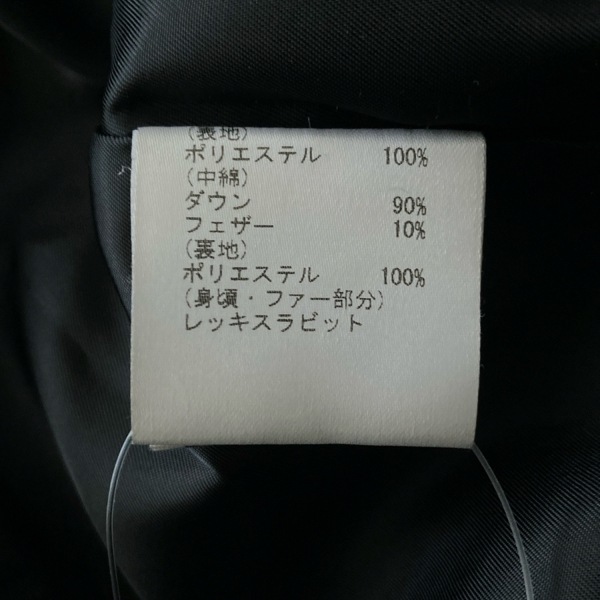 (表地)
ポリエステル 100%
(中綿)
ダウン 90%
フェザー 10%
(裏地)
ポリエステル 100%
(身頃・ファー部分)
レッキスラビット